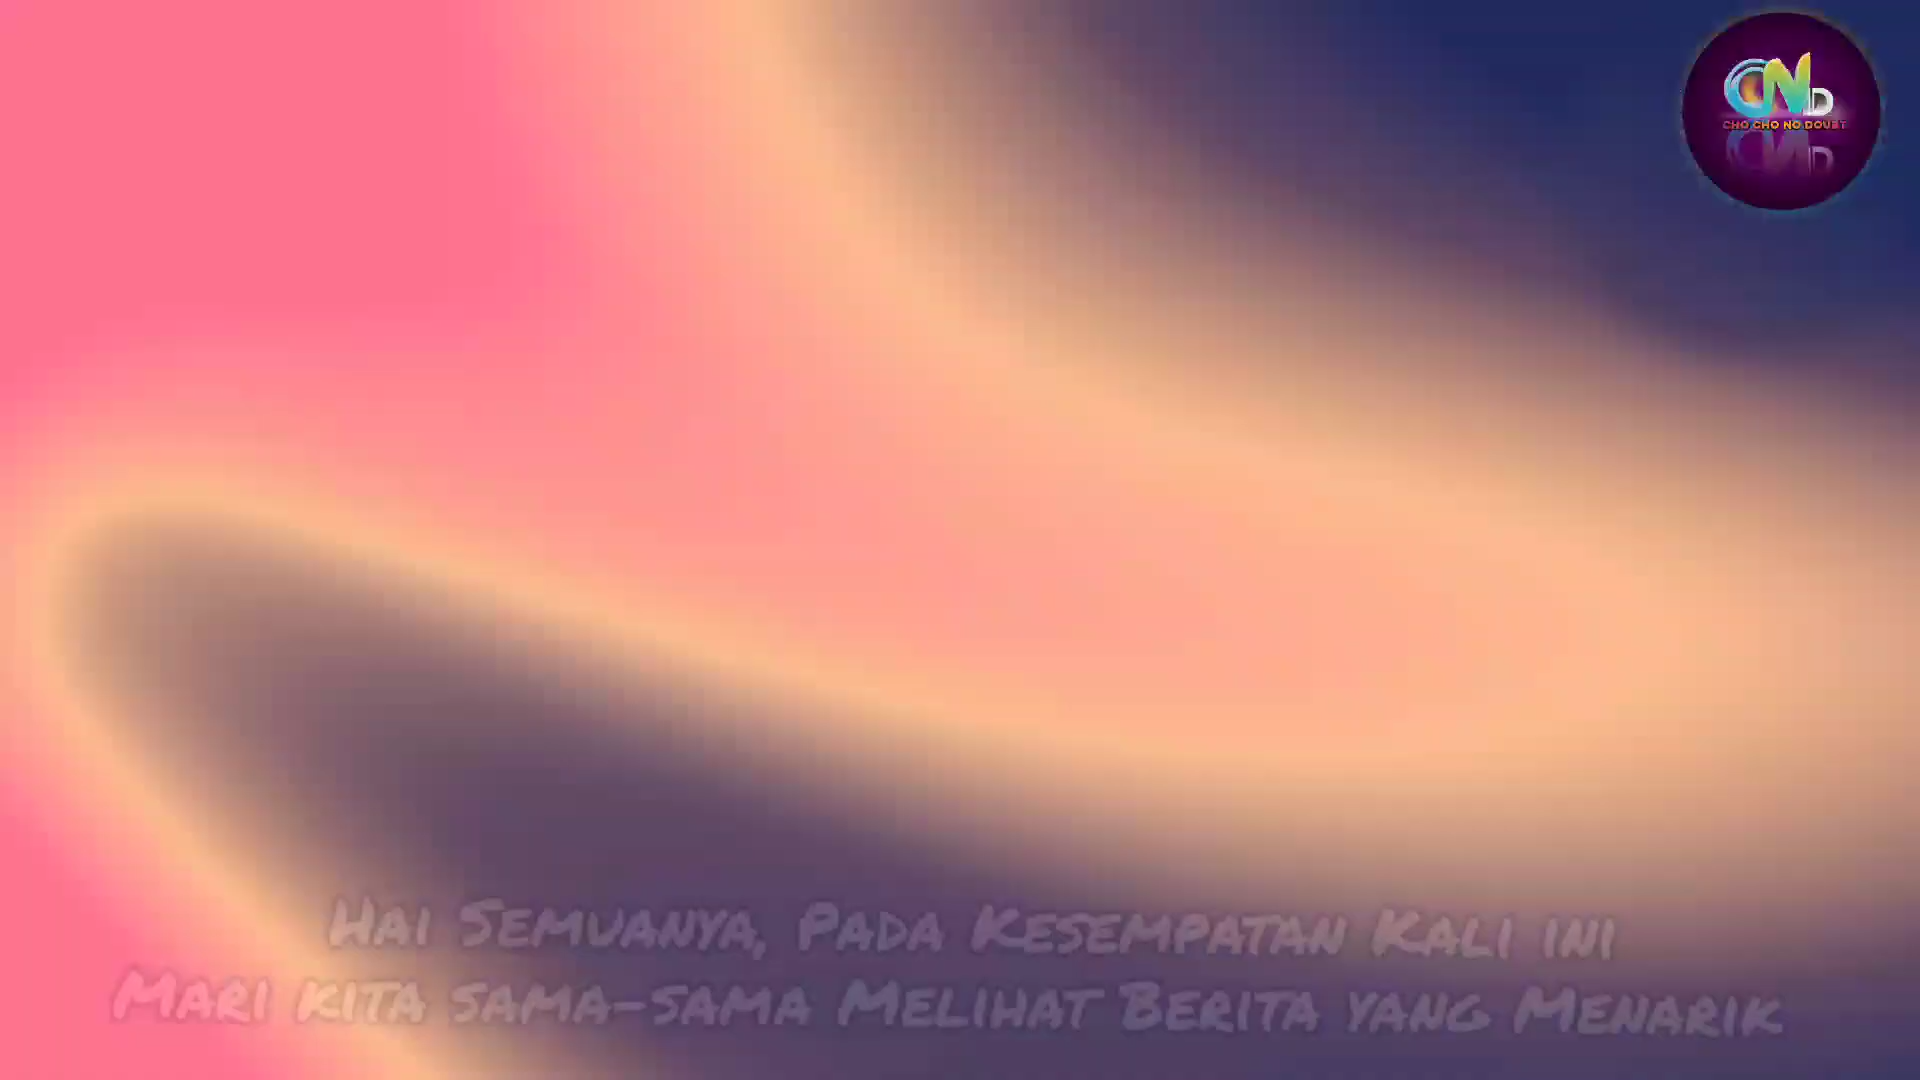 CND
CHO CHO NO DOUBT
Hai Semuanya, Pada Kesempatan Kali ini
Mari kita sama-sama Melihat Berita yang Menarik